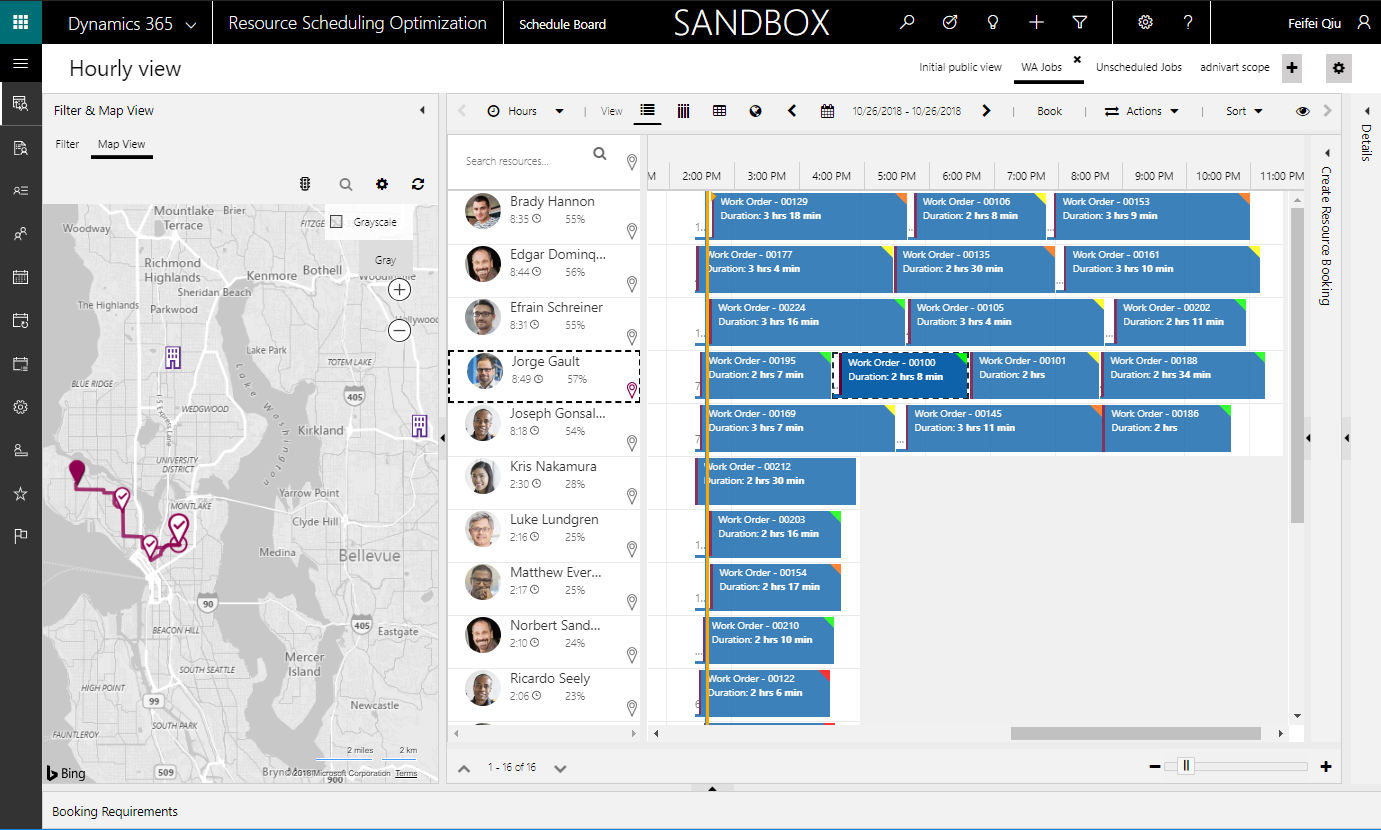 Dynamics 365
Resource Scheduling Optimization
Schedule Board
SANDBOX
Feifei Qiu
Hourly view
Initial public view
WA Jobs
Unscheduled Jobs
adnivart scope
Filter & Map View
Filter
Map View
Hours
View
10/26/2018 - 10/26/2018
Book
Actions
Sort
Details
Create Resource Booking
Search resources...
M
2:00 PM
3:00 PM
4:00 PM
5:00 PM
6:00 PM
7:00 PM
8:00 PM
9:00 PM
10:00 PM
11:00 PM
Grayscale
Gray
Woodway
Mountlake Terrace
Brier
Richmond Highlands
Kenmore
Bothell
Sheridan Beach
The Highlands
Parkwood
Lake Park
TOTEM LAKE
BLUE RIDGE
405
WEDGWOOD
I-5 Express Lane
Lake Washington
Kirkland
UNIVERSITY DISTRICT
Yarrow Point
MONTLAKE
Clyde Hill
Medina
Bellevue
90
405
BEACON HILL
Eastgate
Mercer Island
SOUTH SEATTLE
HIGH POINT
99
Newcastle
SOUTH PARK
FAUNTLEROY
2 miles
2 km
Bing
509
900
2018 Microsoft Corporation
Terms
Brady Hannon
8:35
55%
1...
Work Order - 00129
Duration: 3 hrs 18 min
Work Order - 00106
Duration: 2 hrs 8 min
Work Order - 00153
Duration: 3 hrs 9 min
Edgar Dominq...
8:44
56%
Work Order - 00177
Duration: 3 hrs 4 min
Work Order - 00135
Duration: 2 hrs 30 min
Work Order - 00161
Duration: 3 hrs 10 min
Efrain Schreiner
8:31
55%
1...
Work Order - 00224
Duration: 3 hrs 16 min
Work Order - 00105
Duration: 3 hrs 4 min
Work Order - 00202
Duration: 2 hrs 11 min
Jorge Gault
8:49
57%
Work Order - 00195
Duration: 2 hrs 7 min
Work Order - 00100
Duration: 2 hrs 8 min
Work Order - 00101
Duration: 2 hrs
Work Order - 00188
Duration: 2 hrs 34 min
Joseph Gonsal...
8:18
54%
Work Order - 00169
Duration: 3 hrs 7 min
Work Order - 00145
Duration: 3 hrs 11 min
Work Order - 00186
Duration: 2 hrs
Kris Nakamura
2:30
28%
Work Order - 00212
Duration: 2 hrs 30 min
Luke Lundgren
2:16
25%
1...
Work Order - 00203
Duration: 2 hrs 16 min
Matthew Ever...
2:17
25%
1...
Work Order - 00154
Duration: 2 hrs 17 min
Norbert Sand...
2:10
24%
Work Order - 00210
Duration: 2 hrs 10 min
Ricardo Seely
2:06
23%
Work Order - 00122
Duration: 2 hrs 6 min
1 - 16 of 16
Booking Requirements